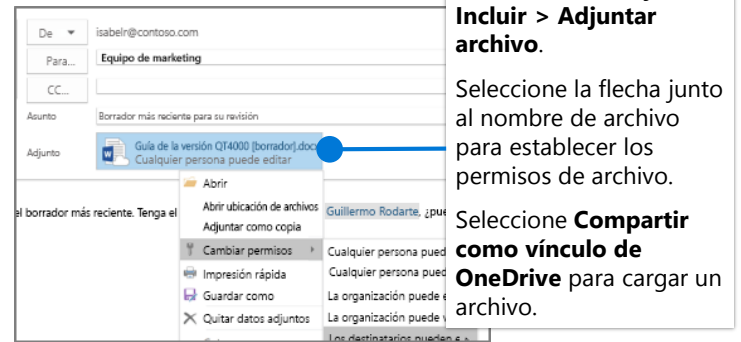 De
isabelr@contoso.com
Para...
Equipo de marketing
CC...
Asunto
Borrador más reciente para su revisión
Adjunto
Guía de la versión QT4000 [borrador].docx
Cualquier persona puede editar
Abrir
Abrir ubicación de archivos
Adjuntar como copia
Cambiar permisos
Impresión rápida
Guardar como
Quitar datos adjuntos
el borrador más reciente. Tenga el
Guillermo Rodarte, ¿pue
Cualquier persona pued
Cualquier persona pued
La organización puede e
La organización puede v
Los destinatarios pueden e
Incluir > Adjuntar
archivo.
Seleccione la flecha junto
al nombre de archivo
para establecer los
permisos de archivo.
Seleccione Compartir
como vínculo de
OneDrive para cargar un
archivo.